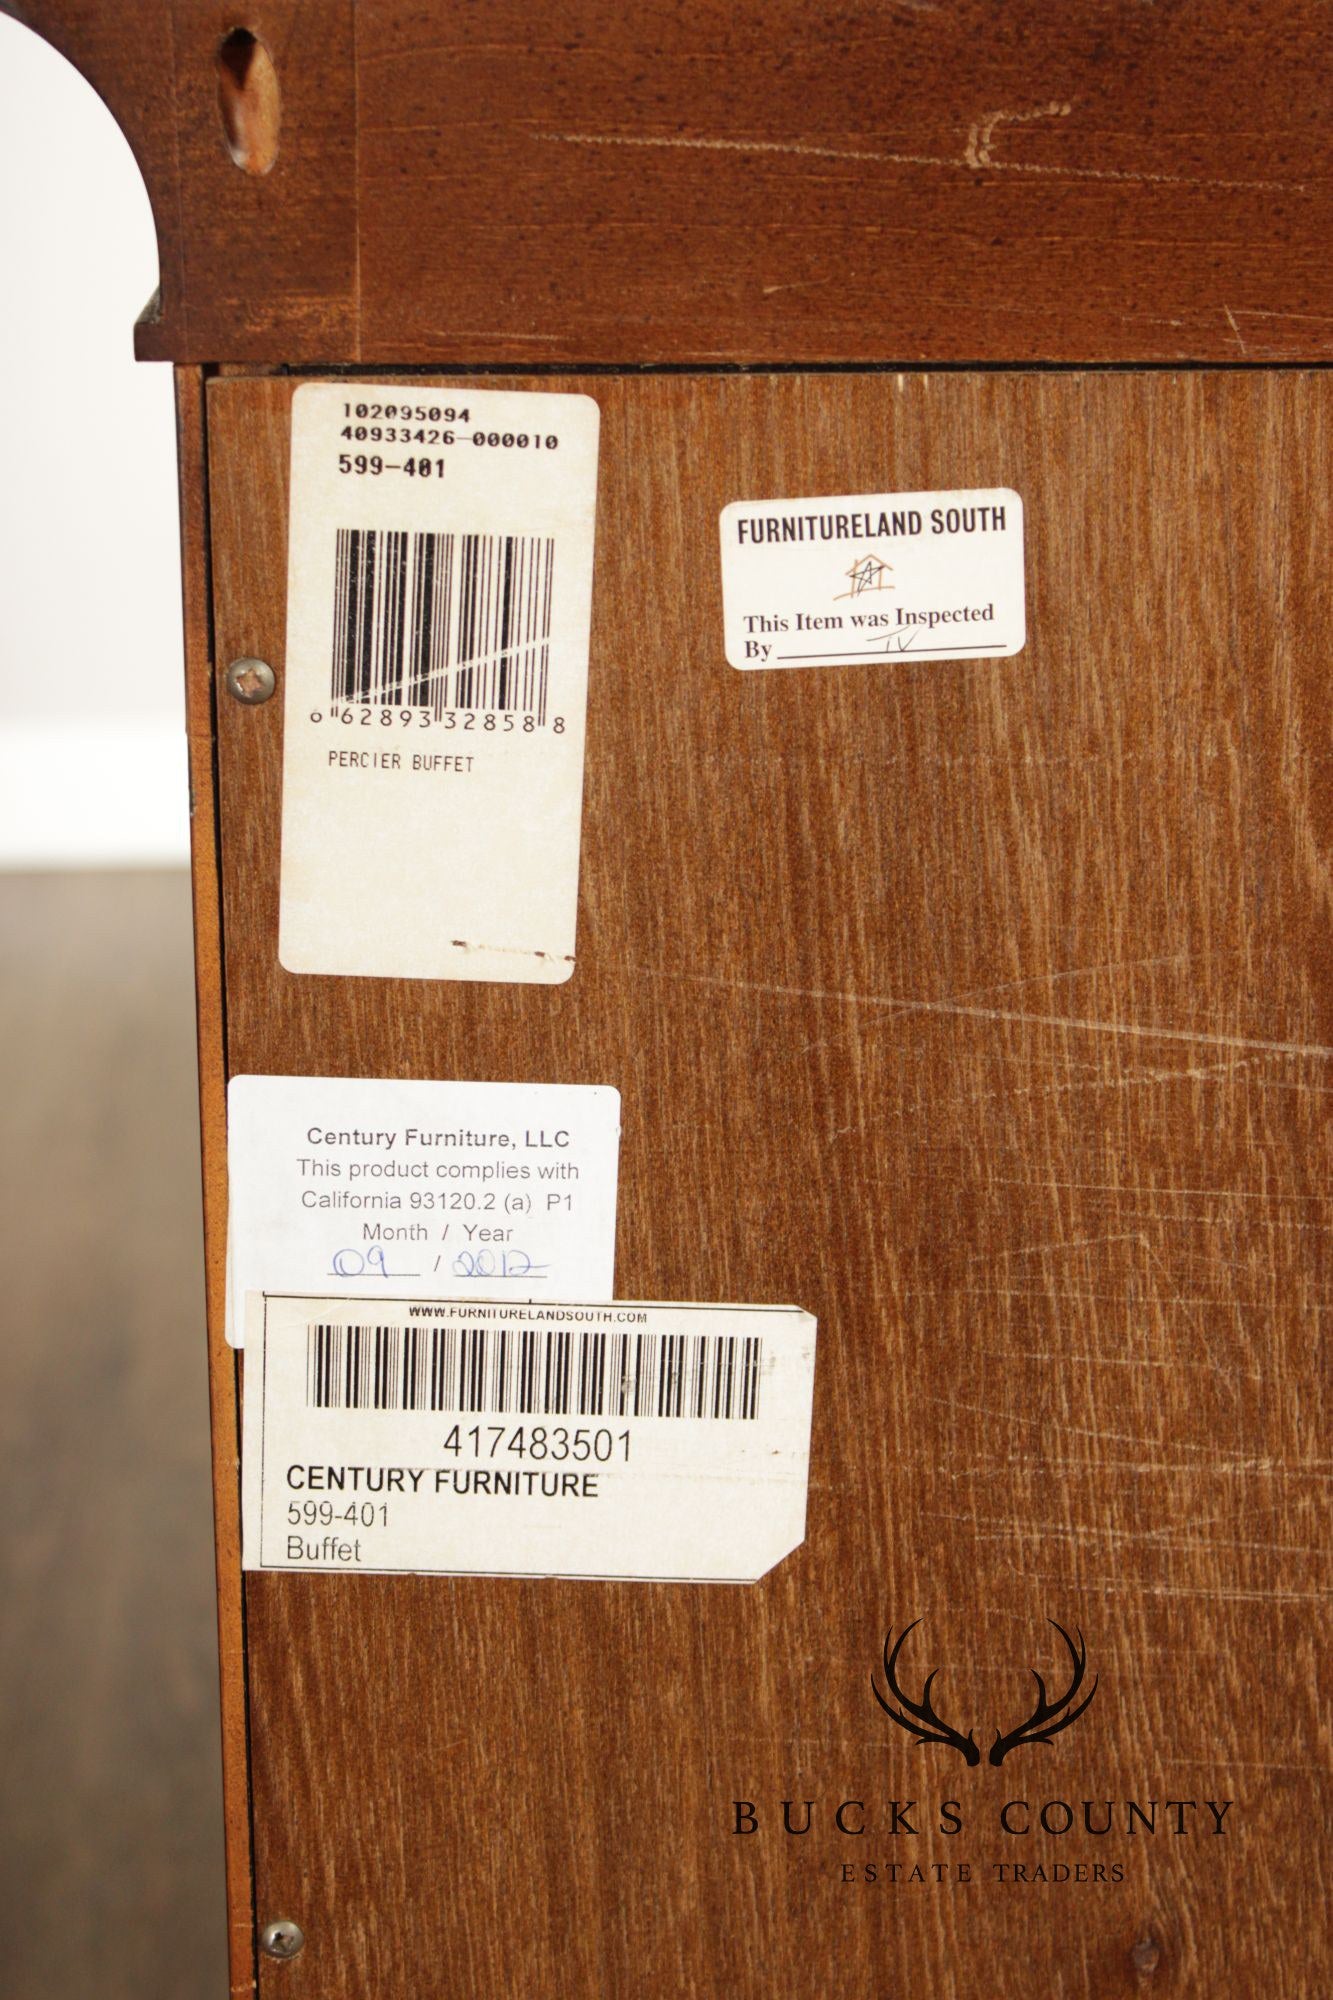 102095094
40933426-000010
599-401
6 62893 32858 8
PERCIER BUFFET
FURNITURELAND SOUTH
This Item was Inspected
By TV
Century Furniture, LLC
This product complies with
California 93120.2 (a) P1
Month / Year
09 / 2012
WWW.FURNITURELANDSOUTH.COM
417483501
CENTURY FURNITURE
599-401
Buffet
BUCKS COUNTY
ESTATE TRADERS